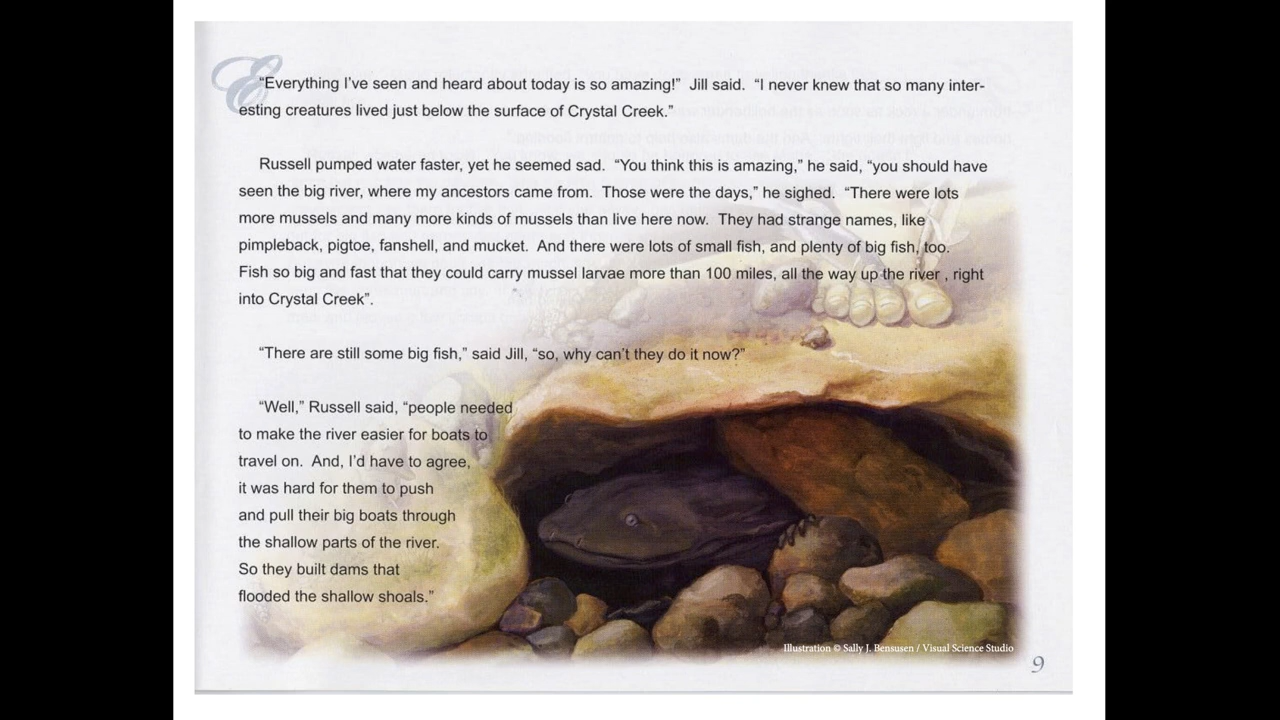 “Everything I’ve seen and heard about today is so amazing!” Jill said. “I never knew that so many inter-
esting creatures lived just below the surface of Crystal Creek.”
Russell pumped water faster, yet he seemed sad. “You think this is amazing,” he said, “you should have
seen the big river, where my ancestors came from. Those were the days,” he sighed. “There were lots
more mussels and many more kinds of mussels than live here now. They had strange names, like
pimpleback, pigtoe, fanshell, and mucket. And there were lots of small fish, and plenty of big fish, too.
Fish so big and fast that they could carry mussel larvae more than 100 miles, all the way up the river , right
into Crystal Creek”.
“There are still some big fish,” said Jill, “so, why can’t they do it now?”
“Well,” Russell said, “people needed
to make the river easier for boats to
travel on. And, I’d have to agree,
it was hard for them to push
and pull their big boats through
the shallow parts of the river.
So they built dams that
flooded the shallow shoals.”
Illustration © Sally J. Bensusen / Visual Science Studio
9